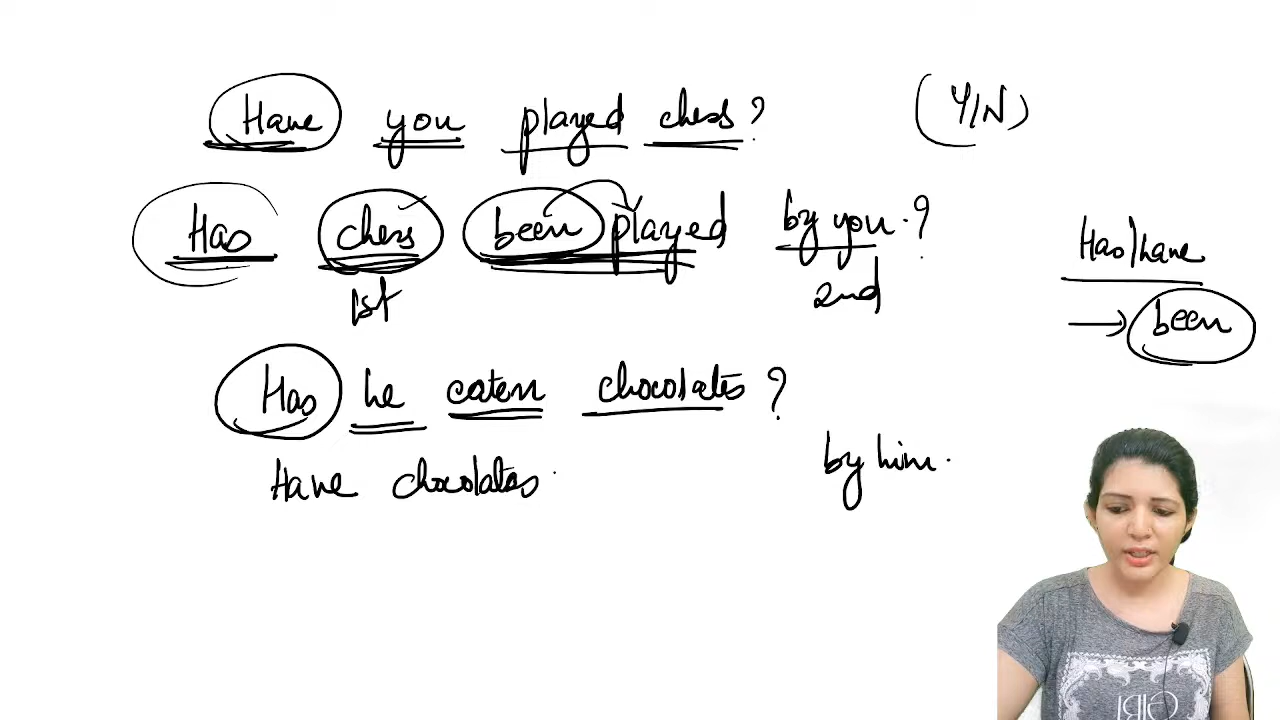 Have you played chess? (Y/N)
Has chess been played by you.?
1st 2nd
Has/have
→ been
Has he eaten chocolates?
Have chocolates by him.
GIRL